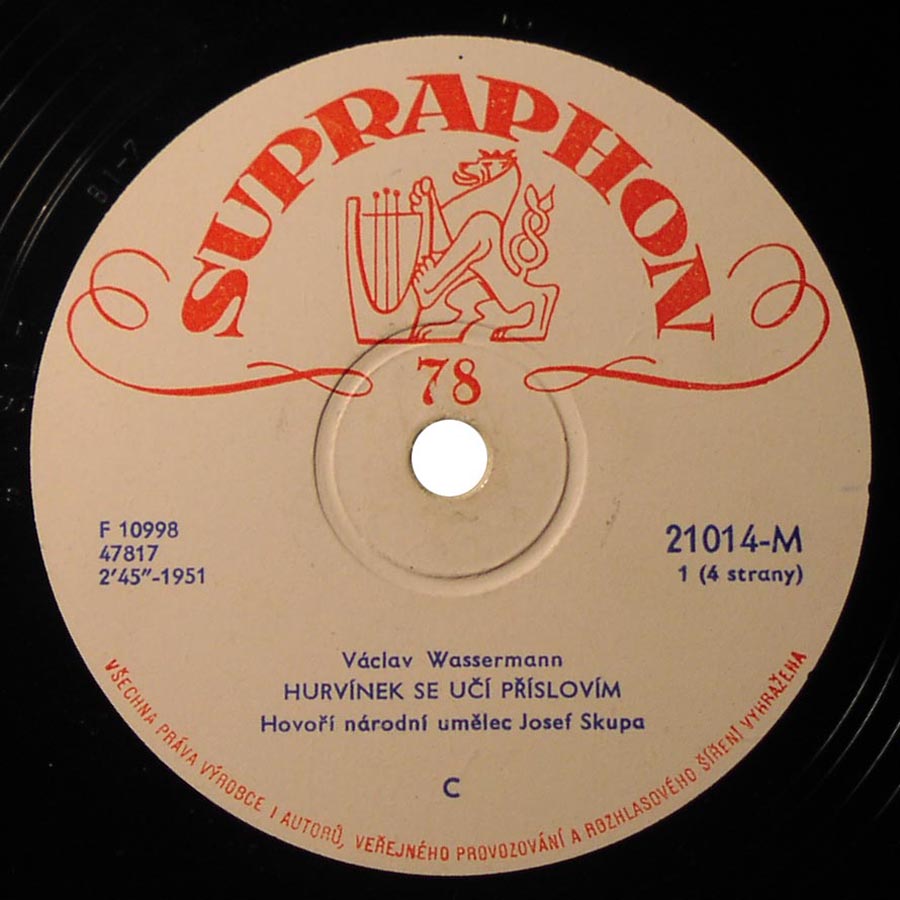 SUPRAPHON
78
F 10998
47817
2'45"-1951
21014-M
1 (4 strany)
Václav Wassermann
HURVÍNEK SE UČÍ PŘÍSLOVÍM
Hovoří národní umělec Josef Skupa
C
VŠECHNA PRÁVA VÝROBCE I AUTORŮ, VEŘEJNÉHO PROVOZOVÁNÍ A ROZHLASOVÉHO ŠÍŘENÍ VYHRAŽENA